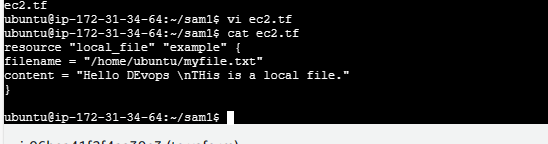 ec2.tf
ubuntu@ip-172-31-34-64:~/sam1$ vi ec2.tf
ubuntu@ip-172-31-34-64:~/sam1$ cat ec2.tf
resource "local_file" "example" {
filename = "/home/ubuntu/myfile.txt"
content = "Hello DEvops \nTHis is a local file."
}
ubuntu@ip-172-31-34-64:~/sam1$